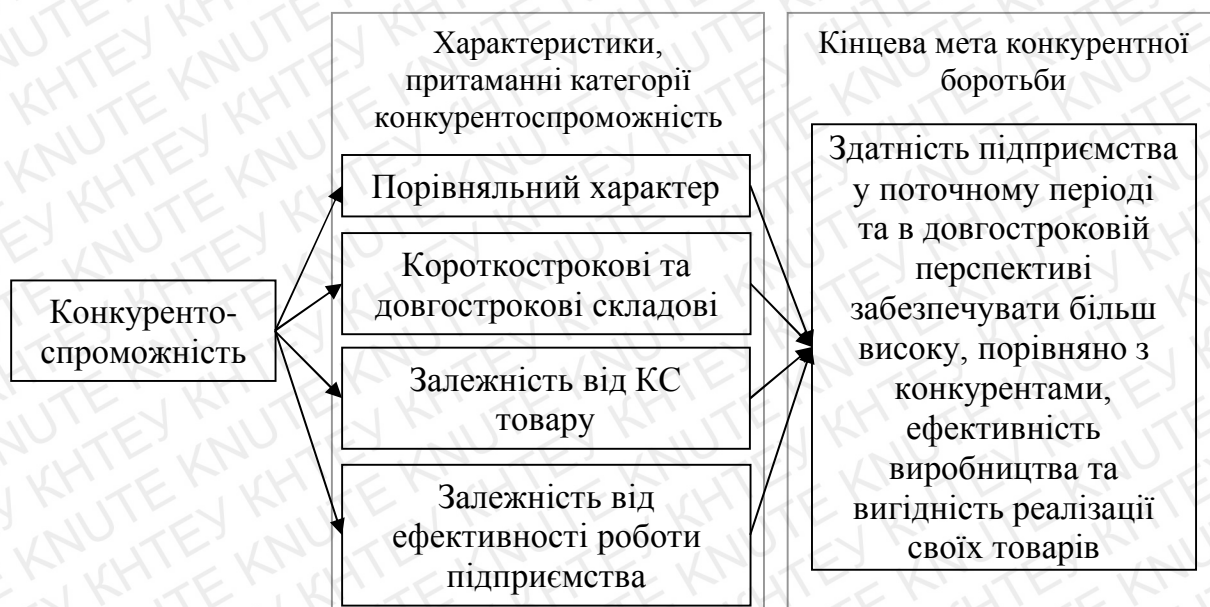 Характеристики,
притаманні категорії
конкурентоспроможність
Кінцева мета конкурентної
боротьби
Конкуренто-
спроможність
Порівняльний характер
Короткострокові та
довгострокові складові
Залежність від КС
товару
Залежність від
ефективності роботи
підприємства
Здатність підприємства
у поточному періоді
та в довгостроковій
перспективі
забезпечувати більш
високу, порівняно з
конкурентами,
ефективність
виробництва та
вигідність реалізації
своїх товарів